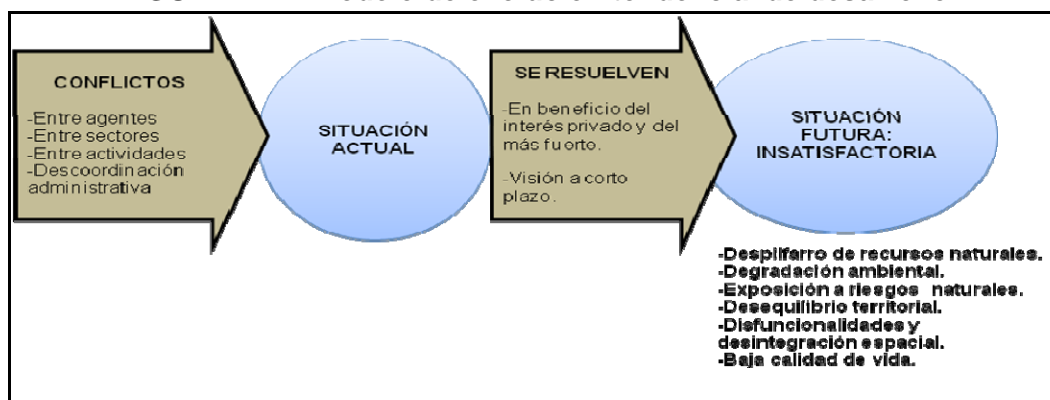 CONFLICTOS
-Entre agentes
-Entre sectores
-Entre actividades
-Descoordinación
administrativa
SITUACIÓN
ACTUAL
SE RESUELVEN
-En beneficio del
interés privado y del
más fuorto.
-Visión a corto
plazo.
SITUACIÓN
FUTURA:
INSATISFACTORIA
-Despilfarro de recursos naturales.
-Degradación ambiental.
-Exposición a riesgos naturales.
-Desequilibrio territorial.
-Disfuncionalidades y
desintegración espacial.
-Baja calidad de vida.